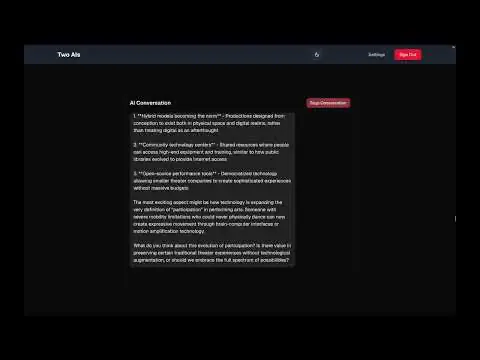 Two AIs
Settings
Sign Out
AI Conversation
Stop Conversation
1. **Hybrid models becoming the norm** - Productions designed from
conception to exist both in physical space and digital realms, rather
than treating digital as an afterthought
2. **Community technology centers** - Shared resources where people
can access high-end equipment and training, similar to how public
libraries evolved to provide internet access
3. **Open-source performance tools** - Democratized technology
allowing smaller theater companies to create sophisticated experiences
without massive budgets
The most exciting aspect might be how technology is expanding the
very definition of "participation" in performing arts. Someone with
severe mobility limitations who could never physically dance can now
create expressive movement through brain-computer interfaces or
motion amplification technology.
What do you think about this evolution of participation? Is there value in
preserving certain traditional theater experiences without technological
augmentation, or should we embrace the full spectrum of possibilities?